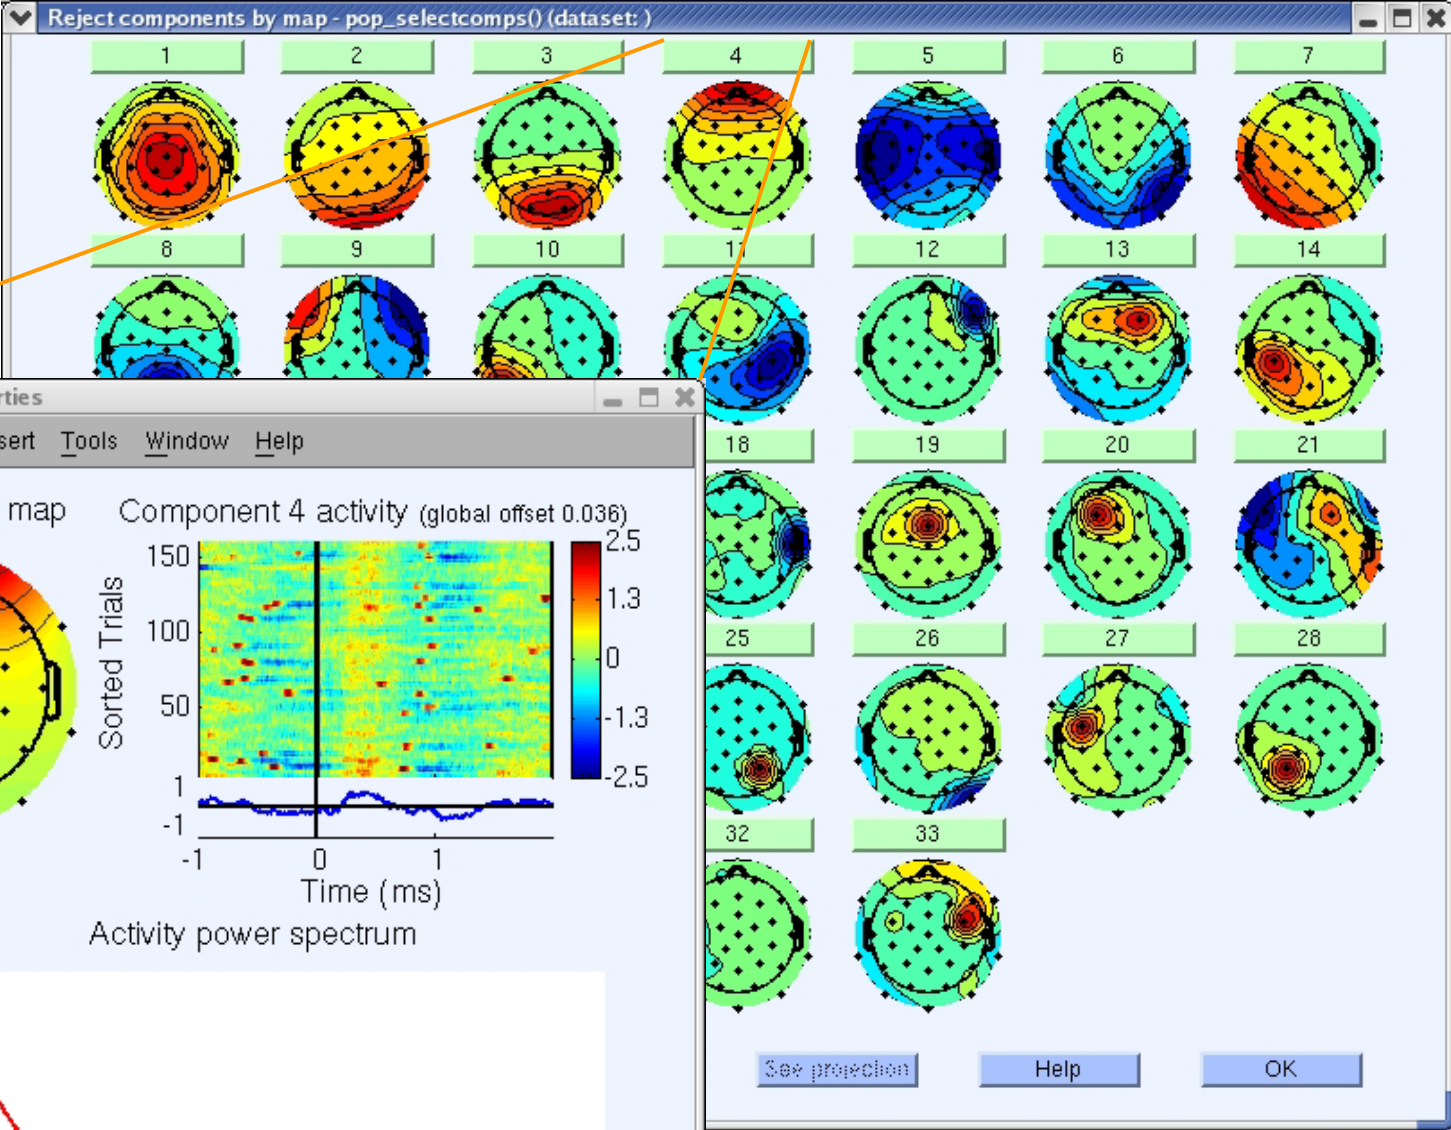 Reject components by map - pop_selectcomps() (dataset: )
1 2 3 4 5 6 7
8 9 10 11 12 13 14
rties
sert Tools Window Help
18 19 20 21
map
Component 4 activity (global offset 0.036)
Sorted Trials
150
100
50
1
-1
2.5
1.3
0
-1.3
-2.5
-1 0 1
Time (ms)
Activity power spectrum
25 26 27 28
32 33
See projection Help OK